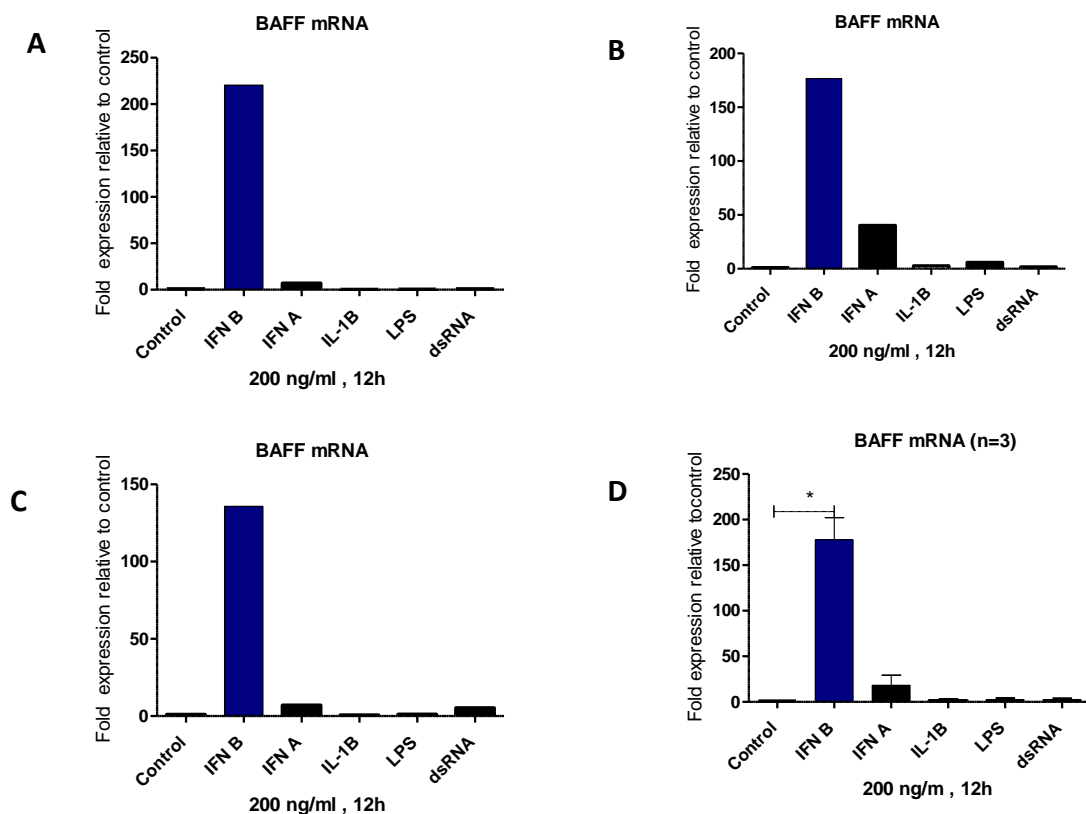 A
BAFF mRNA
Fold expression relative to control
250
200
150
100
50
0
Control
IFN B
IFN A
IL-1B
LPS
dsRNA
200 ng/ml , 12h
B
BAFF mRNA
Fold expression relative to control
200
150
100
50
0
Control
IFN B
IFN A
IL-1B
LPS
dsRNA
200 ng/ml , 12h
C
BAFF mRNA
Fold expression relative to control
150
100
50
0
Control
IFN B
IFN A
IL-1B
LPS
dsRNA
200 ng/ml , 12h
D
BAFF mRNA (n=3)
Fold expression relative tocontrol
250
200
150
100
50
0
*
Control
IFN B
IFN A
IL-1B
LPS
dsRNA
200 ng/m , 12h